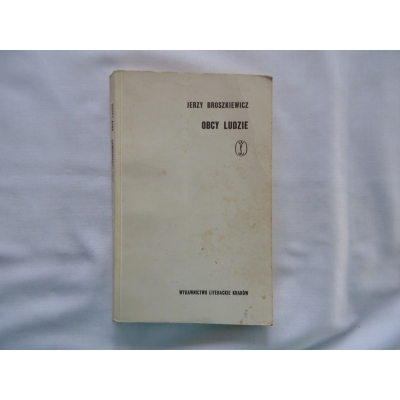 JERZY BROSZKIEWICZ
OBCY LUDZIE
WYDAWNICTWO LITERACKIE KRAKÓW